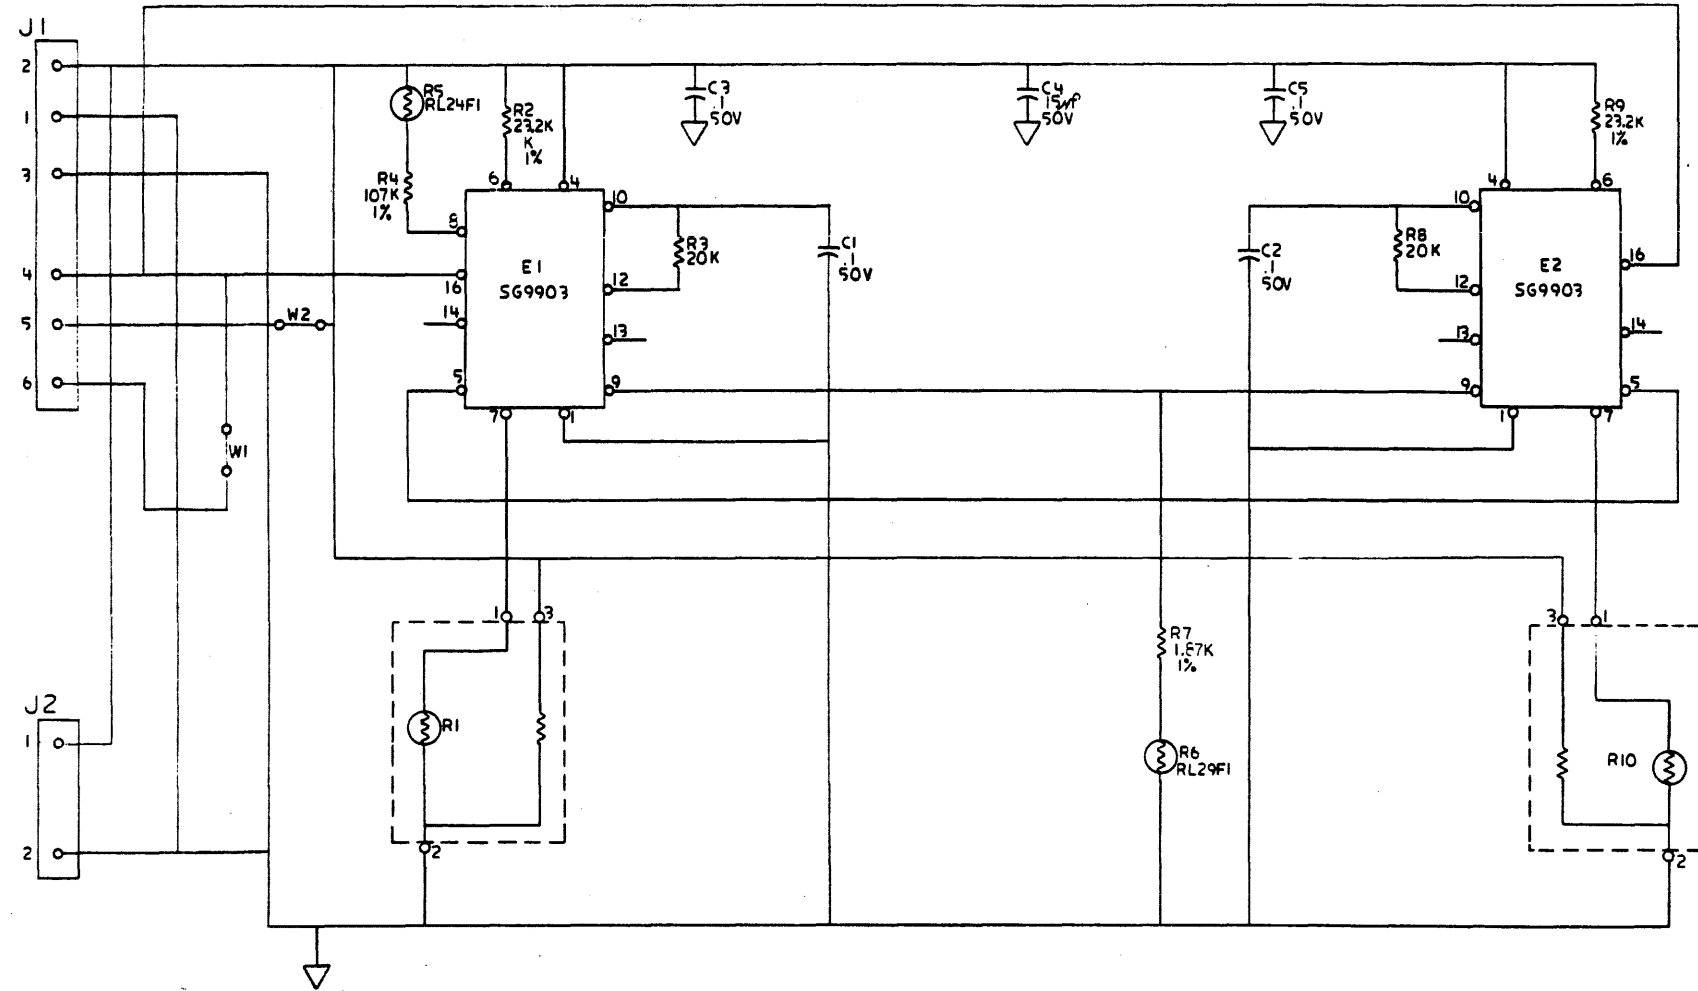 J1
2
1
3
4
5
6
R5
RL24F1
R4
107K
1%
R2
23.2K
K
1%
C3
.1
50V
C4
50V
C5
.1
50V
R9
23.2K
1%
6
4
8
16
14
5
7
1
10
12
13
9
E1
SG9903
R3
20K
C1
.1
50V
C2
.1
50V
R8
20K
4
6
10
12
13
9
1
7
16
14
5
E2
SG9903
W2
W1
1
3
R1
2
R7
1.87K
1%
R6
RL29F1
3
1
R10
2
J2
1
2